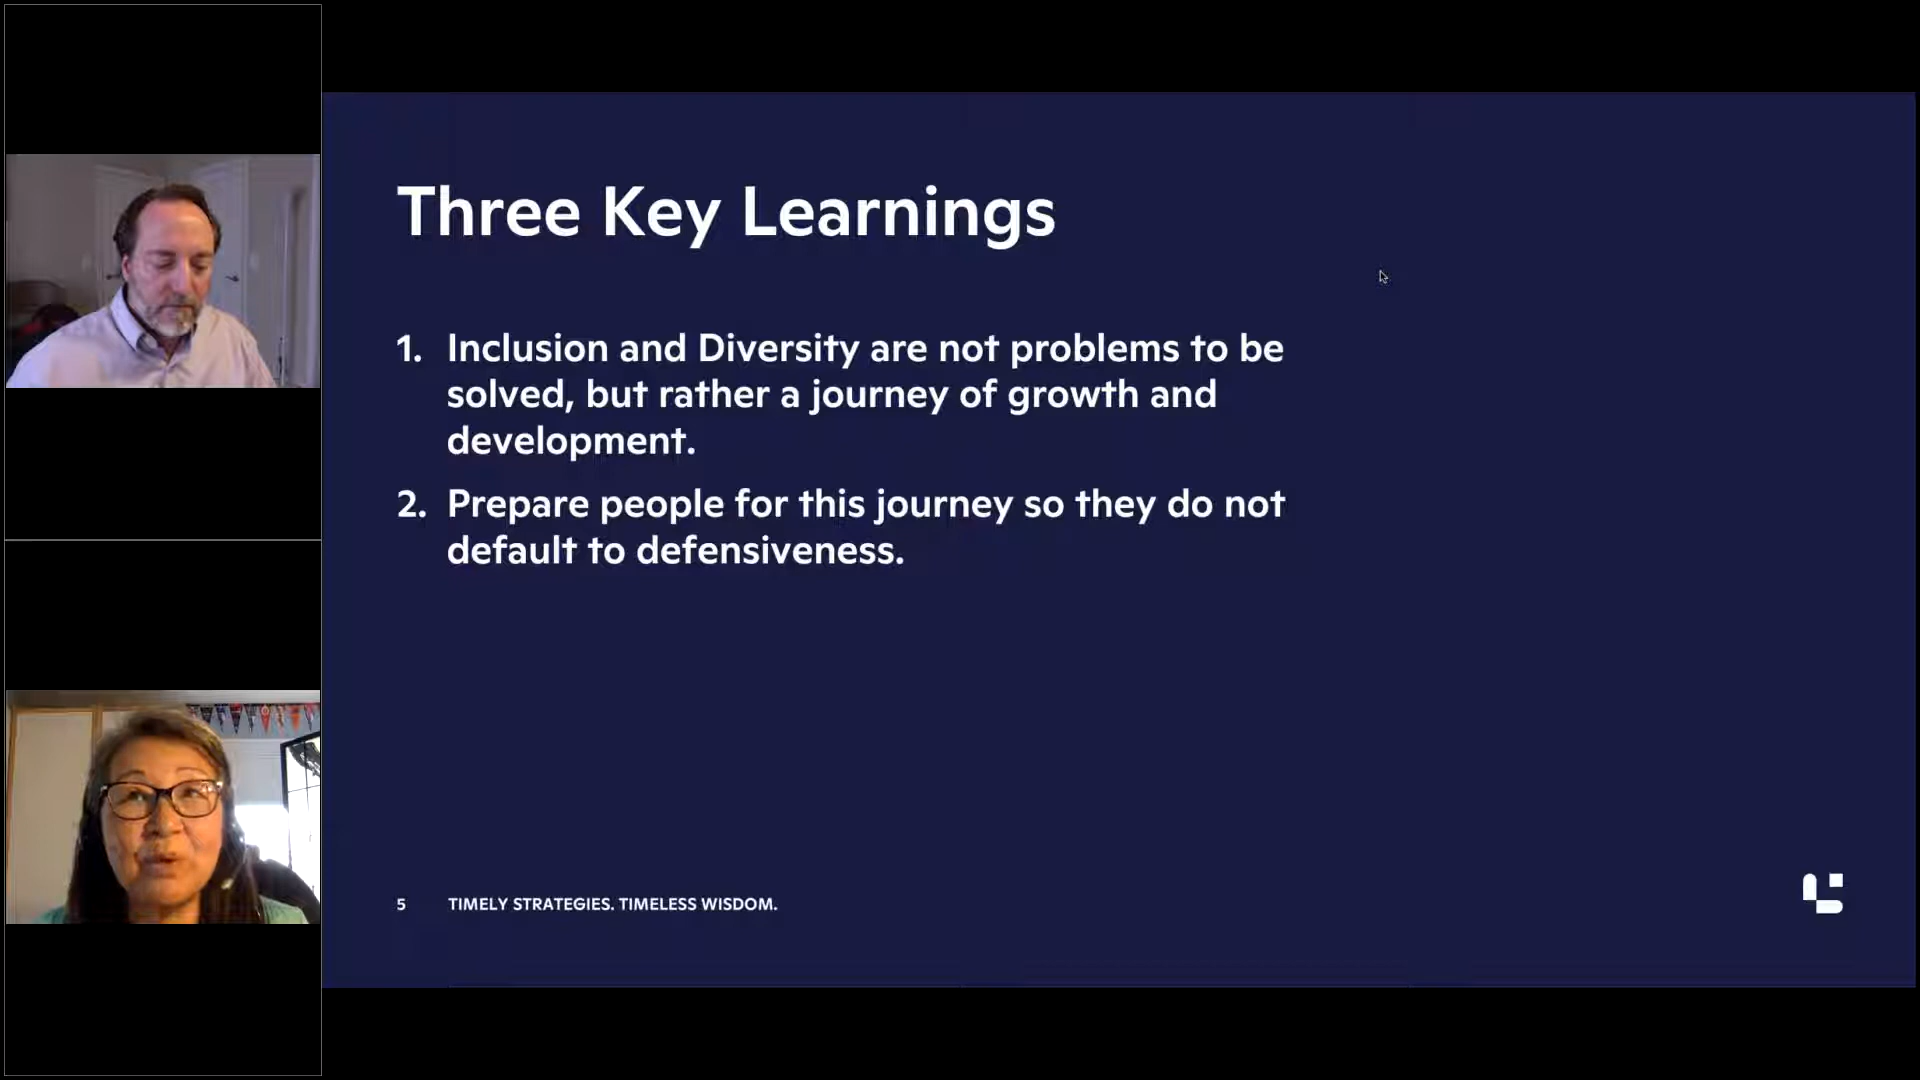 Three Key Learnings
1. Inclusion and Diversity are not problems to be
solved, but rather a journey of growth and
development.
2. Prepare people for this journey so they do not
default to defensiveness.
5 TIMELY STRATEGIES. TIMELESS WISDOM.